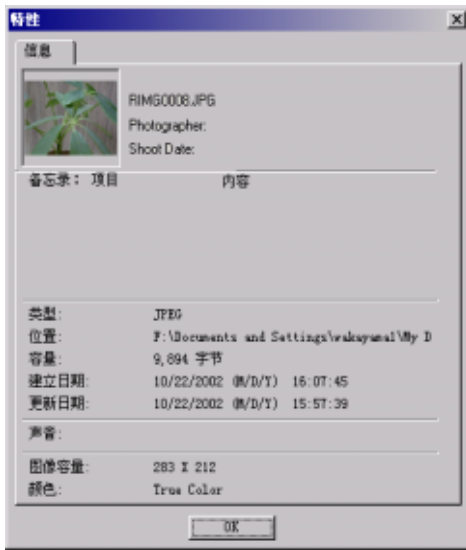 特性
信息
RIMG0008.JPG
Photographer:
Shoot Date:
备忘录： 项目 内容
类型: JPEG
位置: F:\Documents and Settings\wakayama1\My D
容量: 9,894 字节
建立日期: 10/22/2002 (M/D/Y) 16:07:45
更新日期: 10/22/2002 (M/D/Y) 15:57:39
声音:
图像容量: 283 X 212
颜色: True Color
OK